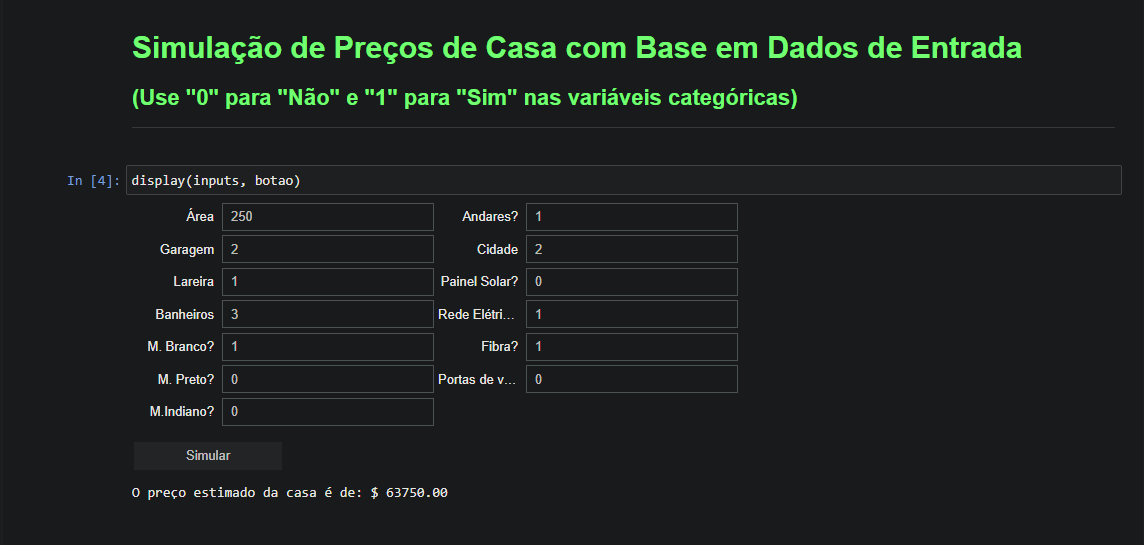 Simulação de Preços de Casa com Base em Dados de Entrada
(Use "0" para "Não" e "1" para "Sim" nas variáveis categóricas)
In [4]: display(inputs, botao)
Área 250 Andares? 1
Garagem 2 Cidade 2
Lareira 1 Painel Solar? 0
Banheiros 3 Rede Elétri... 1
M. Branco? 1 Fibra? 1
M. Preto? 0 Portas de v... 0
M.Indiano? 0
Simular
O preço estimado da casa é de: $ 63750.00